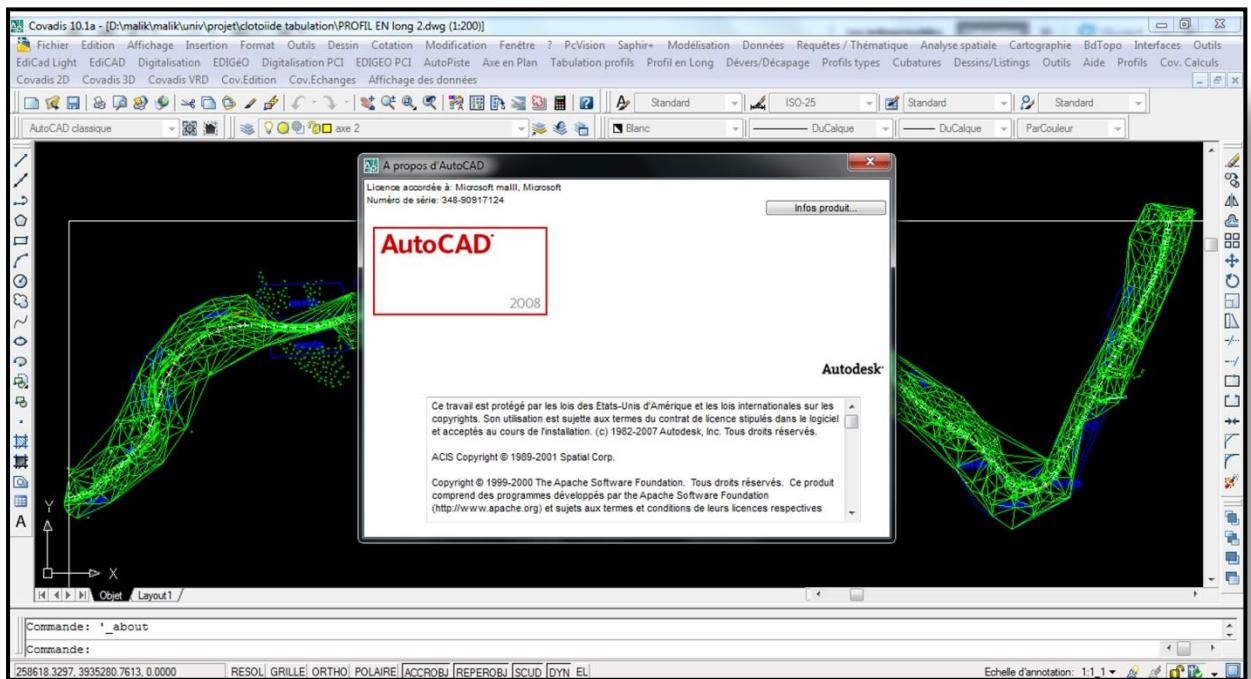 Covadis 10.1a - [D:\malik\malik\univ\projet\clotoiide tabulation\PROFIL EN long 2.dwg (1:200)]
Fichier Edition Affichage Insertion Format Outils Dessin Cotation Modification Fenêtre ? PcVision Saphir+ Modélisation Données Requêtes / Thématique Analyse spatiale Cartographie BdTopo Interfaces Outils
EdiCad Light EdiCAD Digitalisation EDIGéO Digitalisation PCI EDIGEO PCI AutoPiste Axe en Plan Tabulation profils Profil en Long Dévers/Décapage Profils types Cubatures Dessins/Listings Outils Aide Profils Cov. Calculs
Covadis 2D Covadis 3D Covadis VRD Cov.Edition Cov.Echanges Affichage des données
Standard ISO-25 Standard Standard
AutoCAD classique axe 2 Blanc DuCalque DuCalque ParCouleur
A propos d'AutoCAD
Licence accordée à: Microsoft malll, Microsoft
Numéro de série: 348-90917124
Infos produit...
AutoCAD
2008
Autodesk
Ce travail est protégé par les lois des Etats-Unis d'Amérique et les lois internationales sur les
copyrights. Son utilisation est sujette aux termes du contrat de licence stipulés dans le logiciel
et acceptés au cours de l'installation. (c) 1982-2007 Autodesk, Inc. Tous droits réservés.
ACIS Copyright © 1989-2001 Spatial Corp.
Copyright © 1999-2000 The Apache Software Foundation. Tous droits réservés. Ce produit
comprend des programmes développés par the Apache Software Foundation
(http://www.apache.org) et sujets aux termes et conditions de leurs licences respectives
Y
X
Objet Layout1
Commande: '_about
Commande:
258618.3297, 3935280.7613, 0.0000 RESOL GRILLE ORTHO POLAIRE ACCROBJ REPEROBJ SCUD DYN EL Echelle d'annotation: 1:1_1